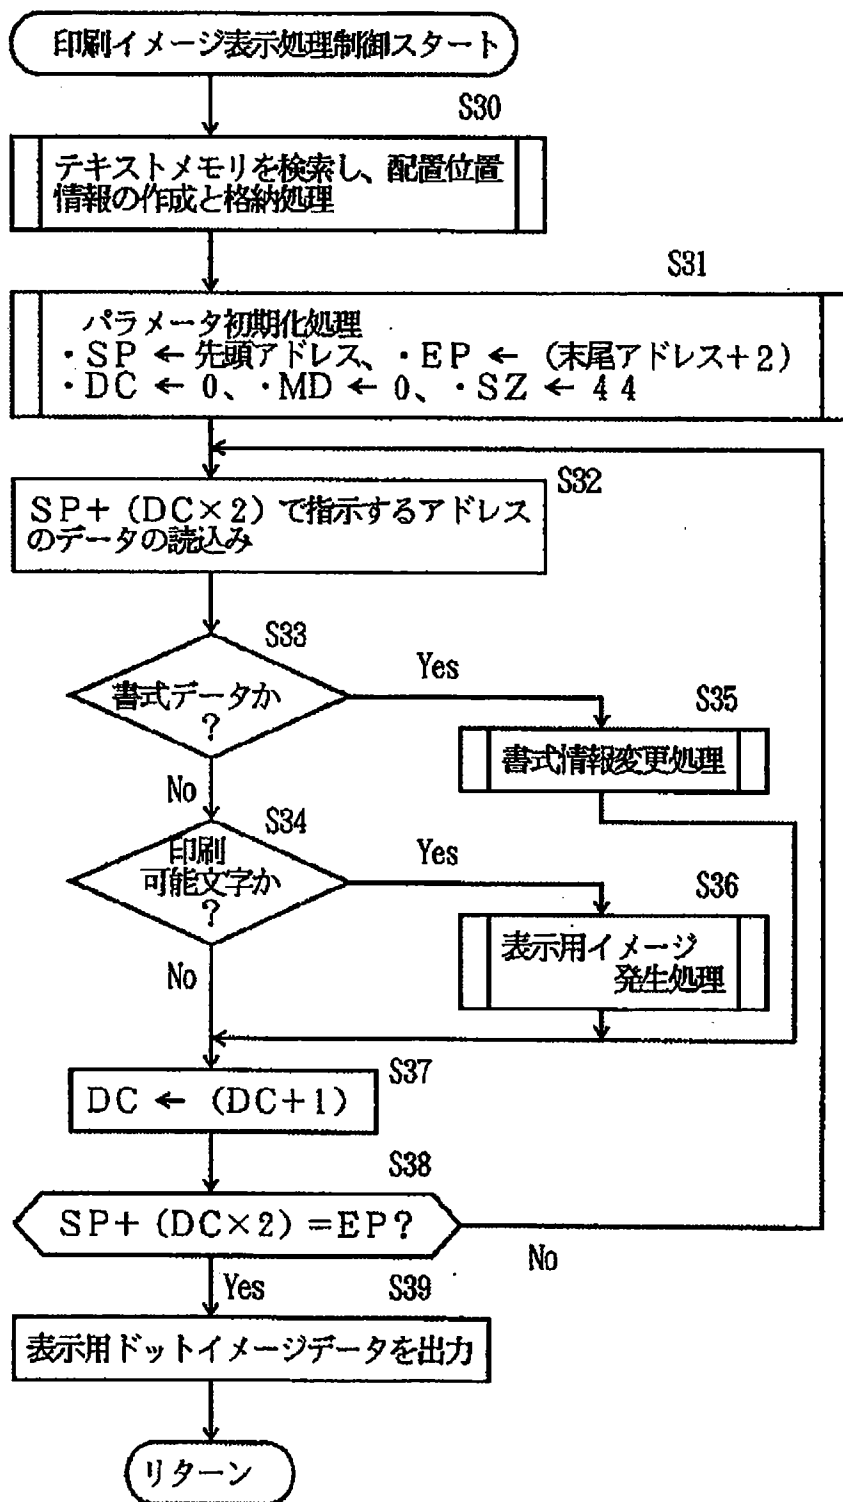 印刷イメージ表示処理制御スタート
S30
テキストメモリを検索し、配置位置
情報の作成と格納処理
S31
パラメータ初期化処理
・SP ← 先頭アドレス、・EP ← (末尾アドレス+2)
・DC ← 0、・MD ← 0、・SZ ← 44
S32
SP+(DC×2)で指示するアドレス
のデータの読込み
S33
書式データか
?
Yes
No
S35
書式情報変更処理
S34
印刷
可能文字か
?
Yes
No
S36
表示用イメージ
発生処理
S37
DC ← (DC+1)
S38
SP+(DC×2)=EP?
No
Yes
S39
表示用ドットイメージデータを出力
リターン